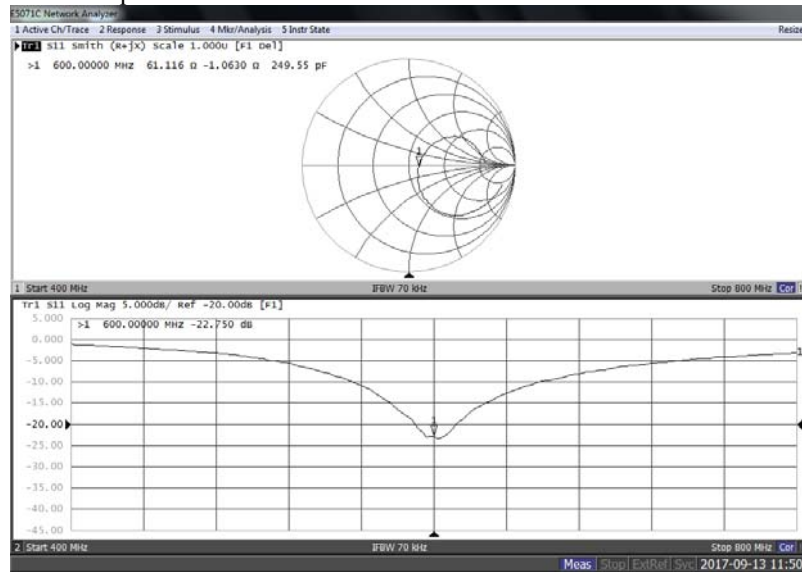 E5071C Network Analyzer
1 Active Ch/Trace 2 Response 3 Stimulus 4 Mkr/Analysis 5 Instr State Resize
Tr1 S11 Smith (R+jX) Scale 1.000U [F1 Del]
>1 600.00000 MHz 61.116 Ω -1.0630 Ω 249.55 pF
1
1 Start 400 MHz IFBW 70 kHz Stop 800 MHz Cor
Tr1 S11 Log Mag 5.000dB/ Ref -20.00dB [F1]
5.000
>1 600.00000 MHz -22.750 dB
0.000
-5.000
1
-10.00
-15.00
-20.00
1
-25.00
-30.00
-35.00
-40.00
-45.00
2 Start 400 MHz IFBW 70 kHz Stop 800 MHz Cor
Meas Stop ExtRef Svc 2017-09-13 11:50